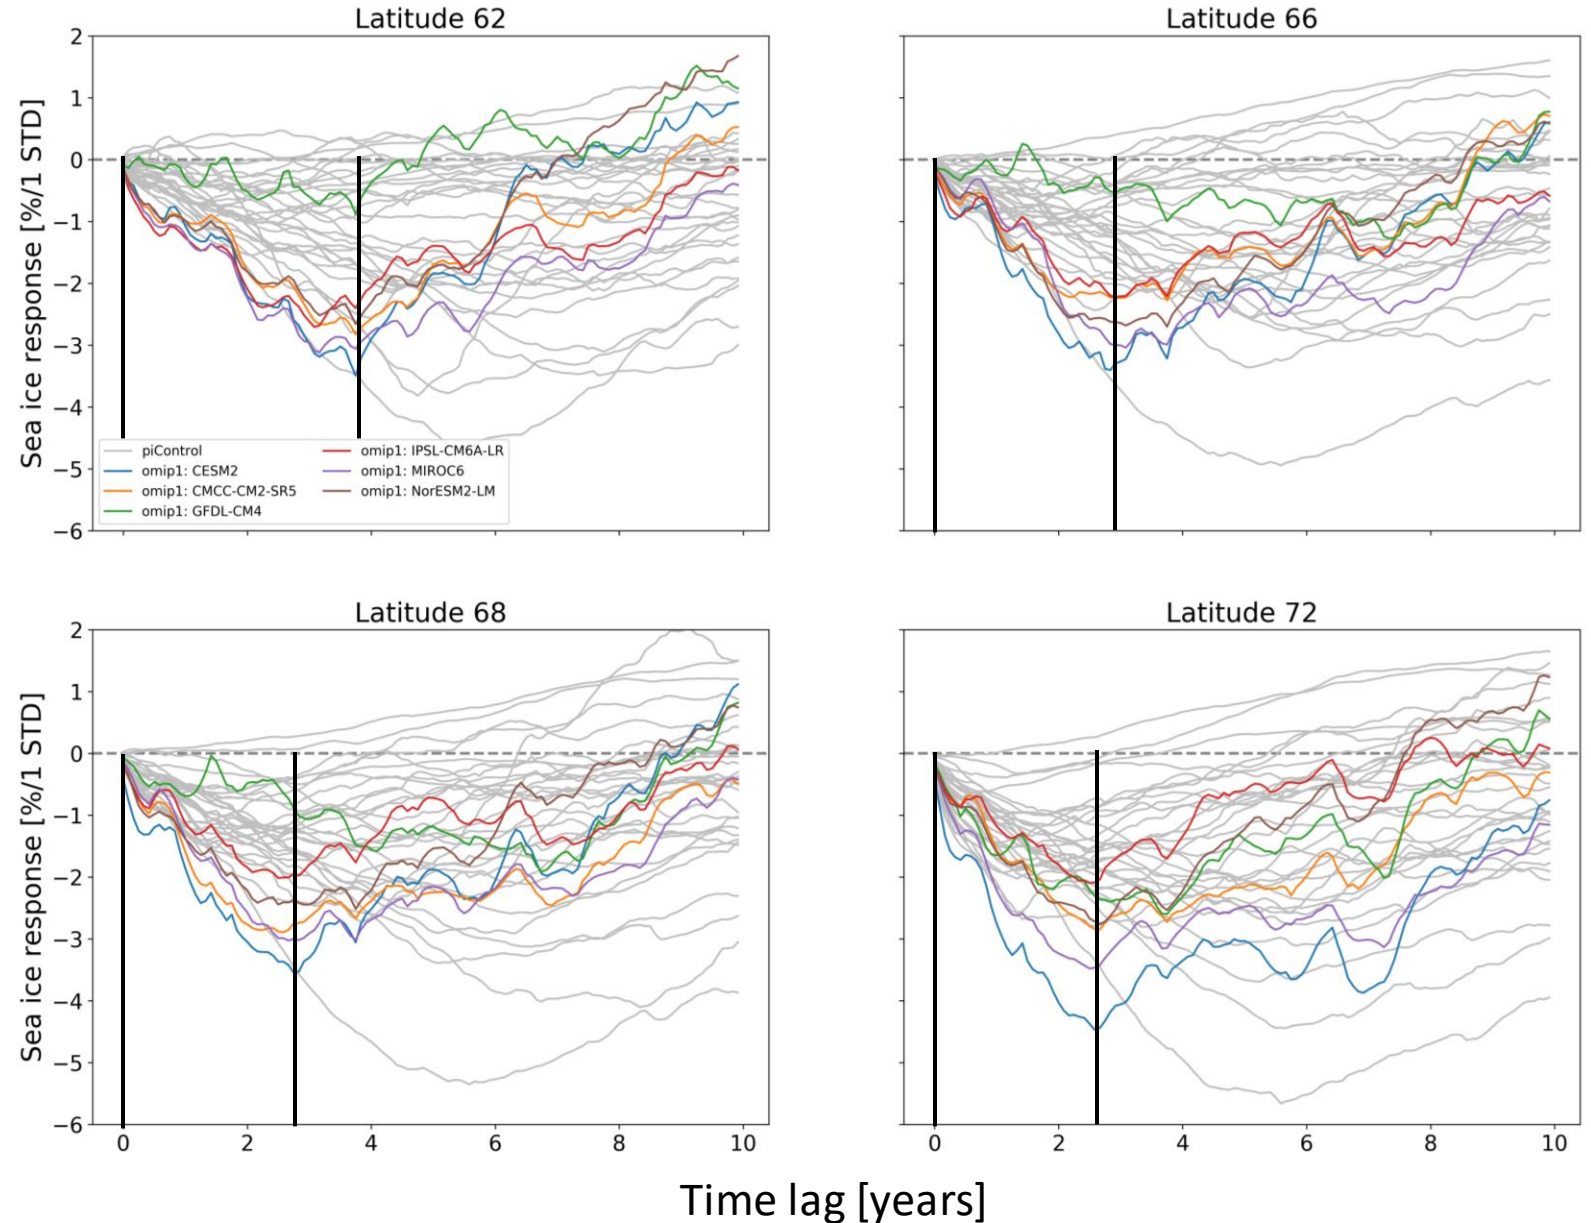 Latitude 62
Latitude 66
2
1
0
−1
−2
−3
−4
−5
−6
Sea ice response [%/1 STD]
piControl
omip1: CESM2
omip1: CMCC-CM2-SR5
omip1: GFDL-CM4
omip1: IPSL-CM6A-LR
omip1: MIROC6
omip1: NorESM2-LM
Latitude 68
Latitude 72
2
1
0
−1
−2
−3
−4
−5
−6
Sea ice response [%/1 STD]
0 2 4 6 8 10
0 2 4 6 8 10
Time lag [years]